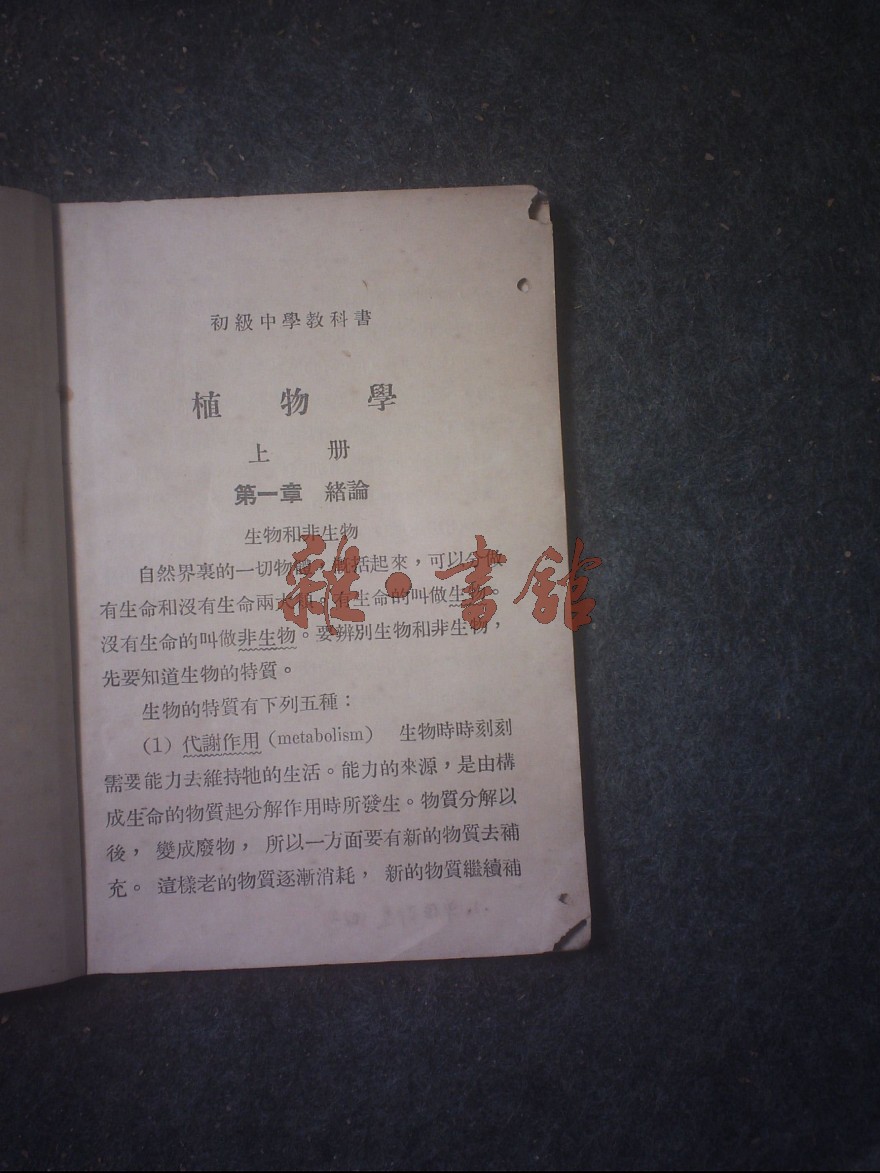 初級中學教科書
植物學
上冊
第一章 緒論
生物和非生物
自然界裏的一切物體，概括起來，可以分做
有生命和沒有生命兩大類。有生命的叫做生物。
沒有生命的叫做非生物。要辨別生物和非生物，
先要知道生物的特質。
生物的特質有下列五種：
（1）代謝作用（metabolism） 生物時時刻刻
需要能力去維持牠的生活。能力的來源，是由構
成生命的物質起分解作用時所發生。物質分解以
後，變成廢物，所以一方面要有新的物質去補
充。這樣老的物質逐漸消耗，新的物質繼續補
雜·書館